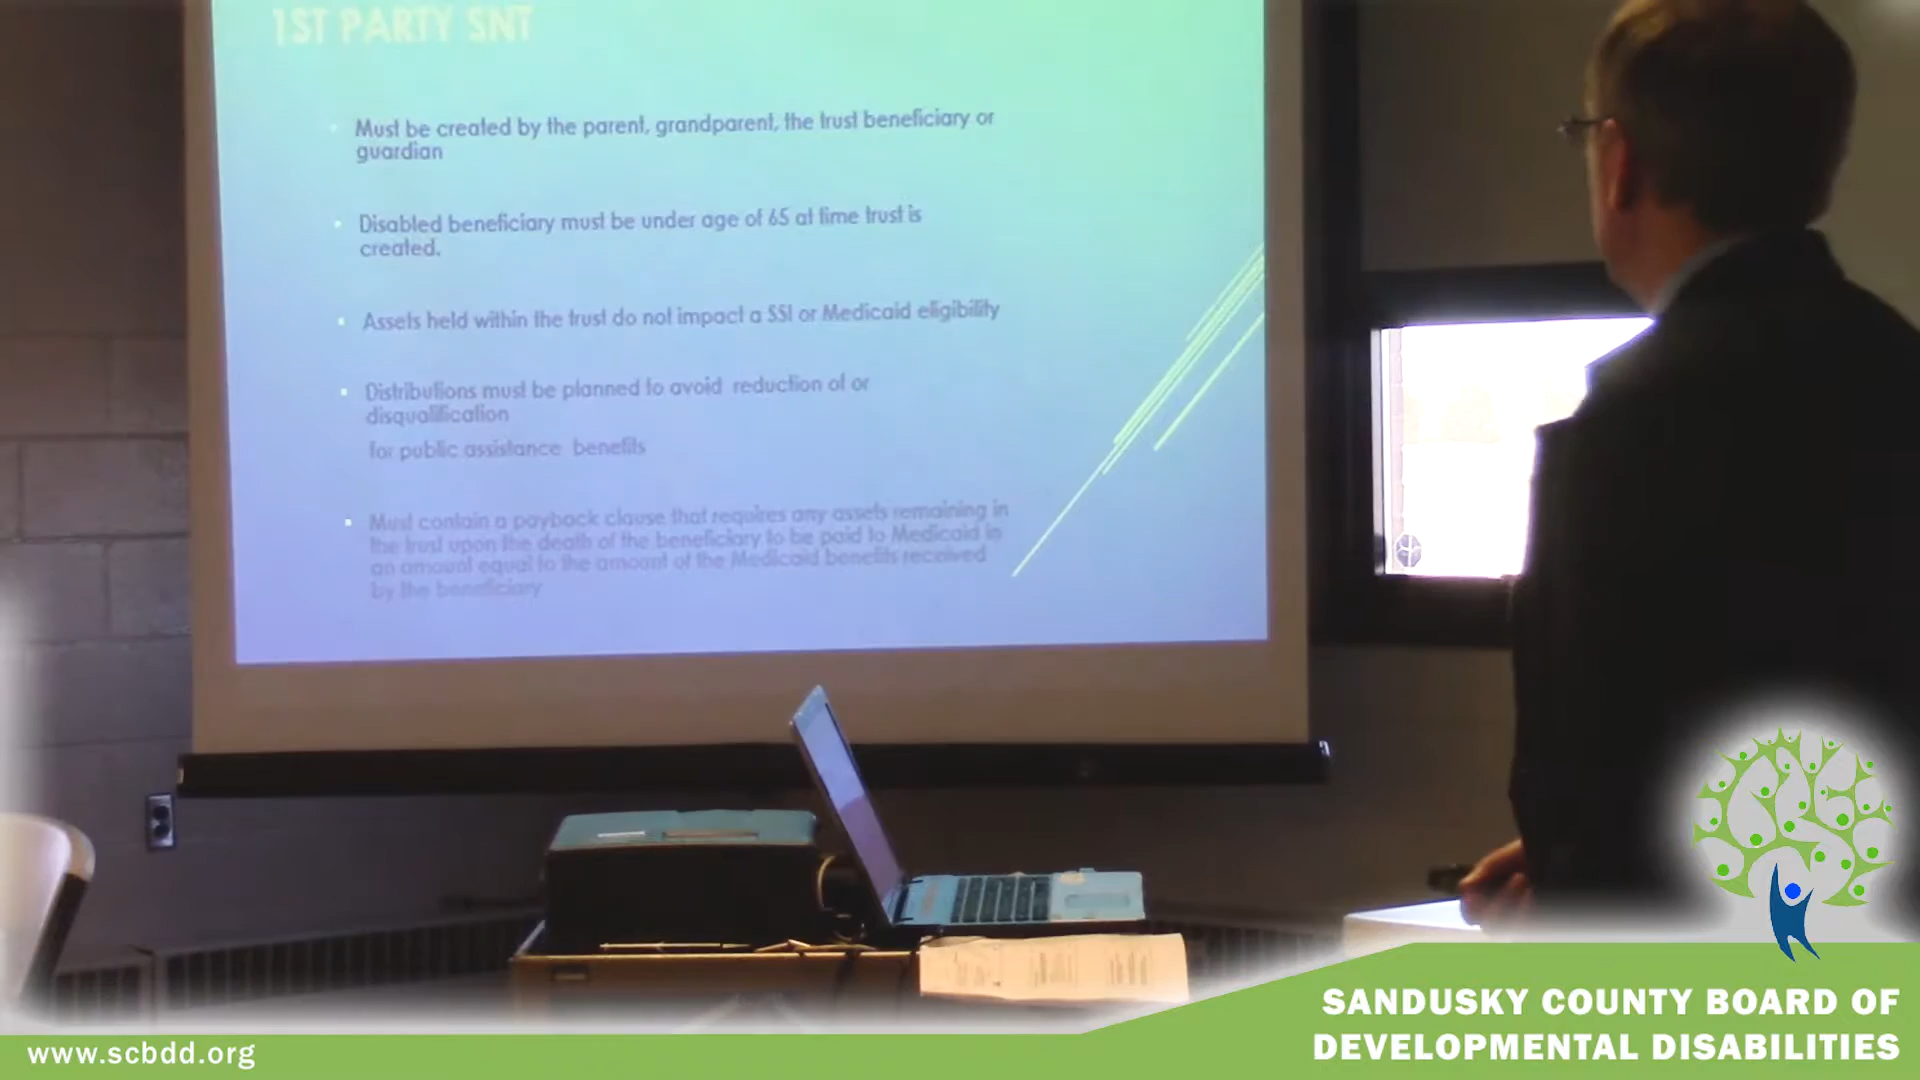 1ST PARTY SNT
Must be created by the parent, grandparent, the trust beneficiary or
guardian
Disabled beneficiary must be under age of 65 at time trust is
created.
Assets held within the trust do not impact a SSI or Medicaid eligibility
Distributions must be planned to avoid reduction of or
disqualification
for public assistance benefits
Must contain a payback clause that requires any assets remaining in
the trust upon the death of the beneficiary to be paid to Medicaid in
an amount equal to the amount of the Medicaid benefits received
by the beneficiary
SANDUSKY COUNTY BOARD OF
DEVELOPMENTAL DISABILITIES
www.scbdd.org